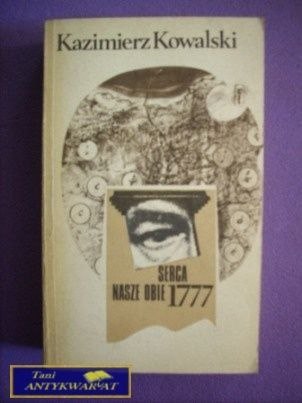 Kazimierz Kowalski
SERCA
NASZE OBIE 1777
Tani
ANTYKWARIAT